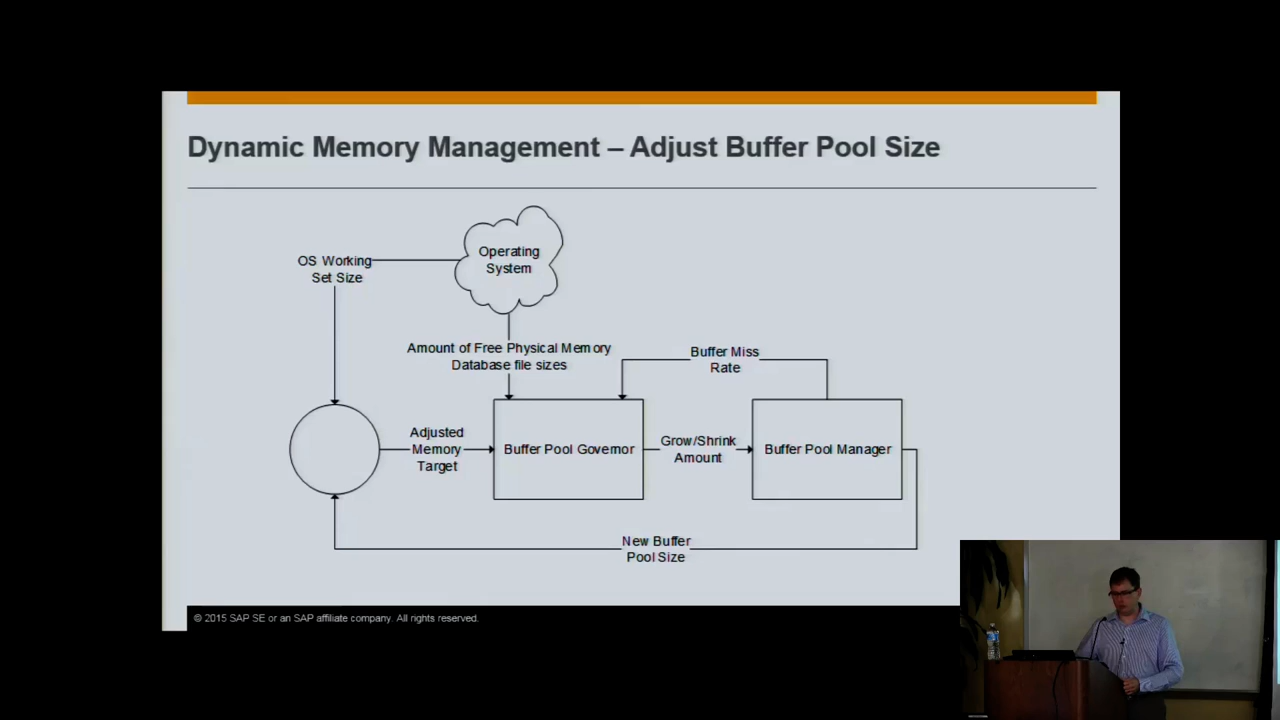 Dynamic Memory Management – Adjust Buffer Pool Size
Operating
System
OS Working
Set Size
Amount of Free Physical Memory
Database file sizes
Buffer Miss
Rate
Adjusted
Memory
Target
Buffer Pool Governor
Grow/Shrink
Amount
Buffer Pool Manager
New Buffer
Pool Size
© 2015 SAP SE or an SAP affiliate company. All rights reserved.